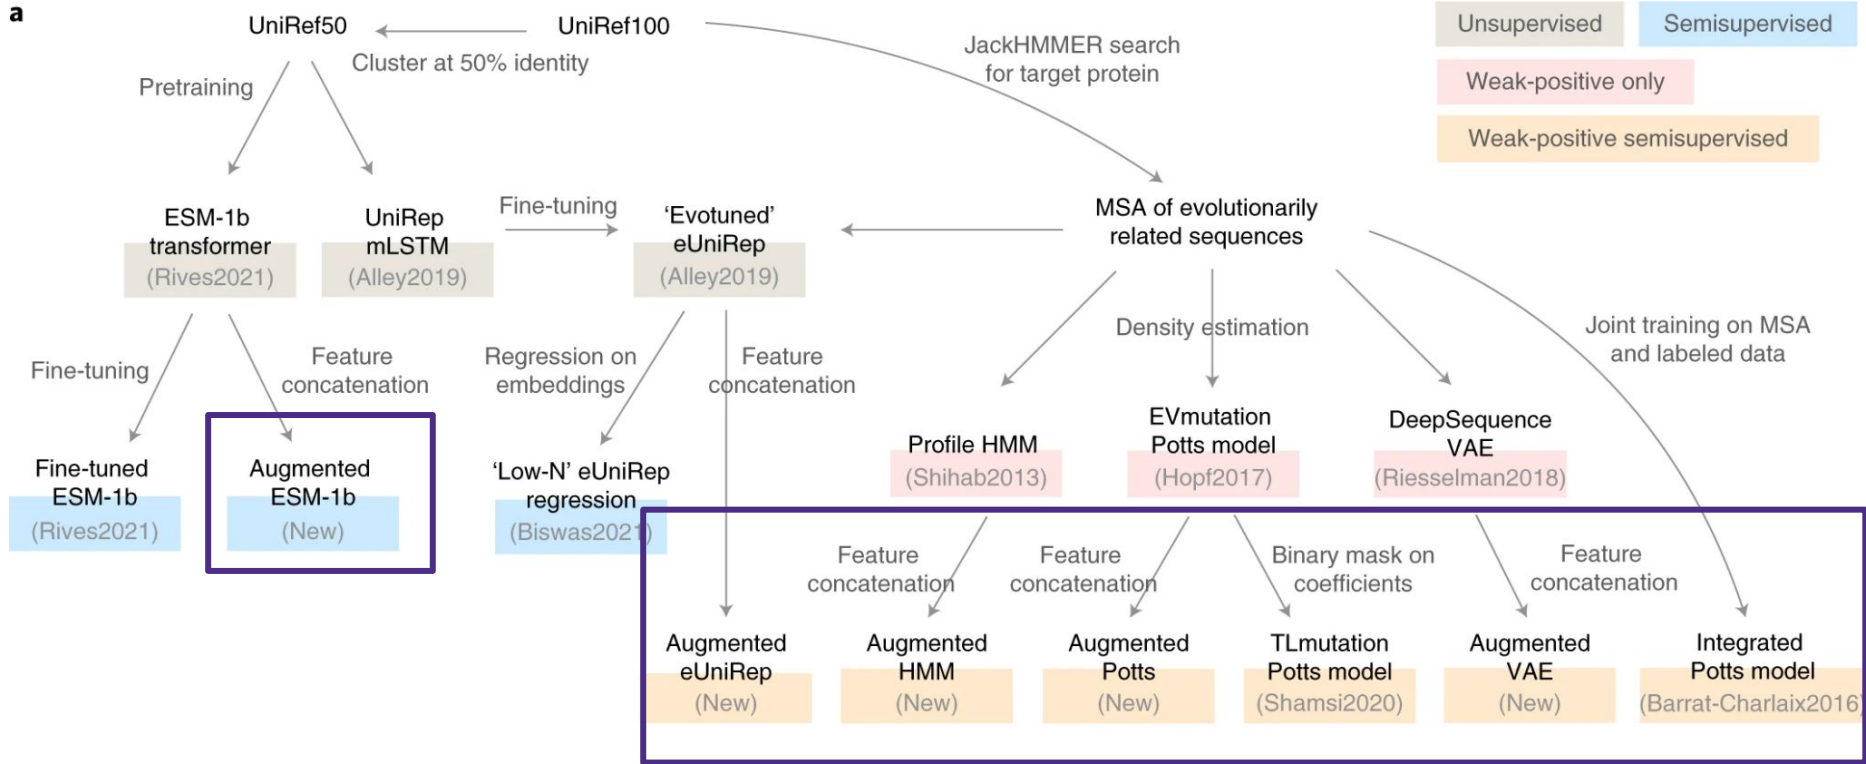 a
UniRef50
UniRef100
Cluster at 50% identity
JackHMMER search
for target protein
Unsupervised
Semisupervised
Weak-positive only
Weak-positive semisupervised
Pretraining
ESM-1b
transformer
(Rives2021)
UniRep
mLSTM
(Alley2019)
Fine-tuning
‘Evotuned’
eUniRep
(Alley2019)
MSA of evolutionarily
related sequences
Fine-tuning
Feature
concatenation
Regression on
embeddings
Feature
concatenation
Density estimation
Joint training on MSA
and labeled data
Fine-tuned
ESM-1b
(Rives2021)
Augmented
ESM-1b
(New)
‘Low-N’ eUniRep
regression
(Biswas2021)
Profile HMM
(Shihab2013)
EVmutation
Potts model
(Hopf2017)
DeepSequence
VAE
(Riesselman2018)
Feature
concatenation
Feature
concatenation
Binary mask on
coefficients
Feature
concatenation
Augmented
eUniRep
(New)
Augmented
HMM
(New)
Augmented
Potts
(New)
TLmutation
Potts model
(Shamsi2020)
Augmented
VAE
(New)
Integrated
Potts model
(Barrat-Charlaix2016)